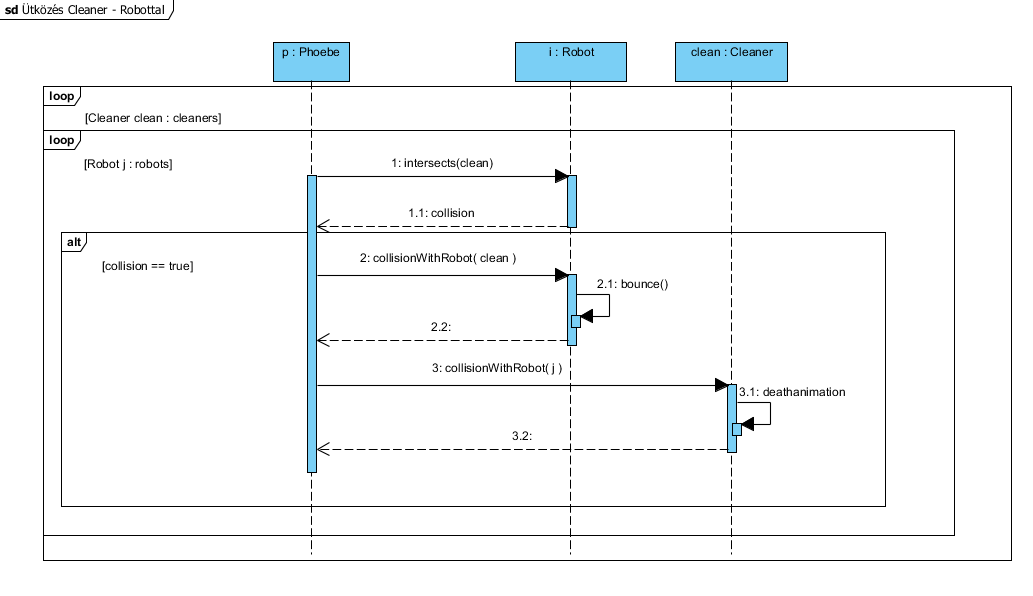 sd Ütközés Cleaner - Robottal
p : Phoebe
i : Robot
clean : Cleaner
loop
[Cleaner clean : cleaners]
loop
[Robot j : robots]
1: intersects(clean)
1.1: collision
alt
[collision == true]
2: collisionWithRobot( clean )
2.1: bounce()
2.2:
3: collisionWithRobot( j )
3.1: deathanimation
3.2: